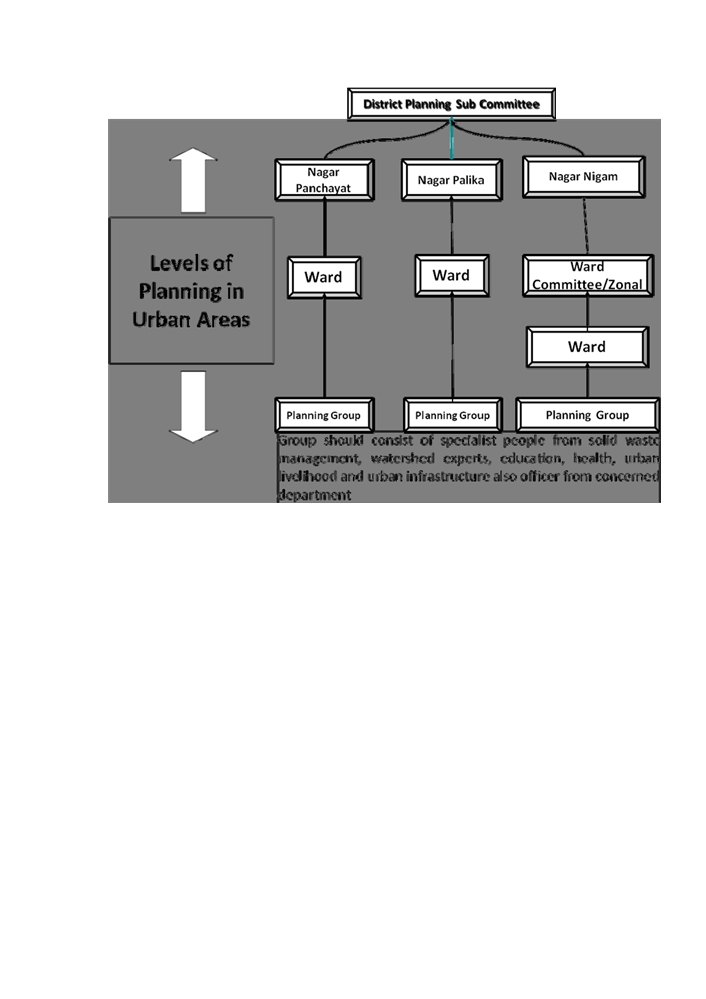 District Planning Sub Committee
Nagar
Panchayat
Nagar Palika
Nagar Nigam
Levels of
Planning in
Urban Areas
Ward
Ward
Ward
Committee/Zonal
Ward
Planning Group
Planning Group
Planning Group
Group should consist of specialist people from solid waste
management, watershed experts, education, health, urban
livelihood and urban infrastructure also officer from concerned
department